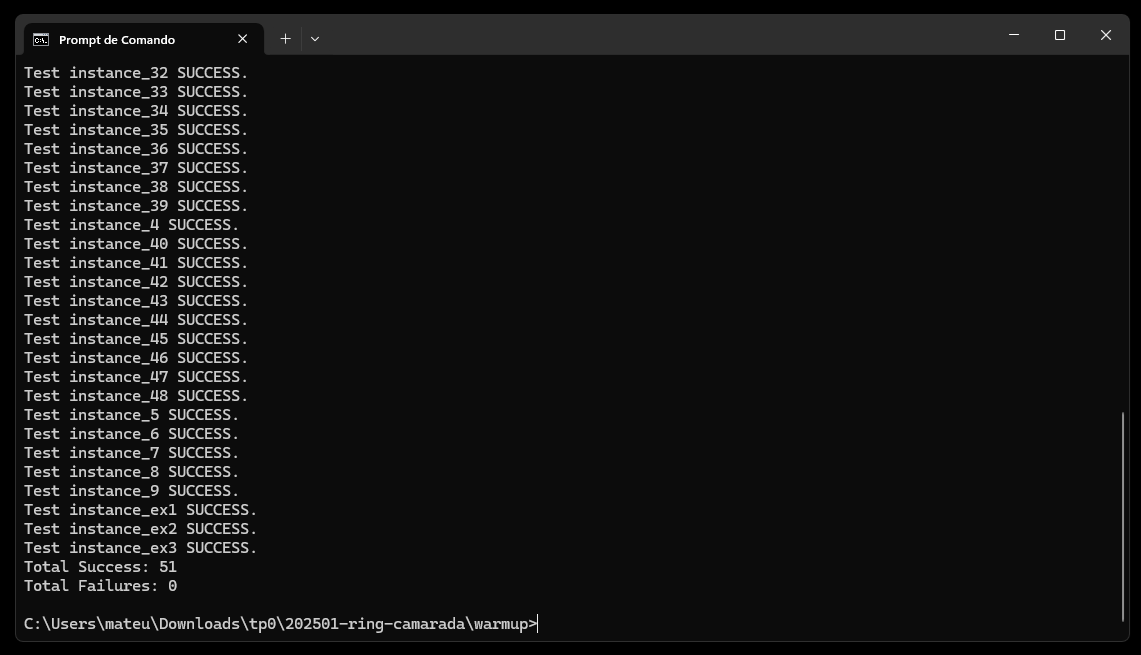 Prompt de Comando
Test instance_32 SUCCESS.
Test instance_33 SUCCESS.
Test instance_34 SUCCESS.
Test instance_35 SUCCESS.
Test instance_36 SUCCESS.
Test instance_37 SUCCESS.
Test instance_38 SUCCESS.
Test instance_39 SUCCESS.
Test instance_4 SUCCESS.
Test instance_40 SUCCESS.
Test instance_41 SUCCESS.
Test instance_42 SUCCESS.
Test instance_43 SUCCESS.
Test instance_44 SUCCESS.
Test instance_45 SUCCESS.
Test instance_46 SUCCESS.
Test instance_47 SUCCESS.
Test instance_48 SUCCESS.
Test instance_5 SUCCESS.
Test instance_6 SUCCESS.
Test instance_7 SUCCESS.
Test instance_8 SUCCESS.
Test instance_9 SUCCESS.
Test instance_ex1 SUCCESS.
Test instance_ex2 SUCCESS.
Test instance_ex3 SUCCESS.
Total Success: 51
Total Failures: 0
C:\Users\mateu\Downloads\tp0\202501-ring-camarada\warmup>